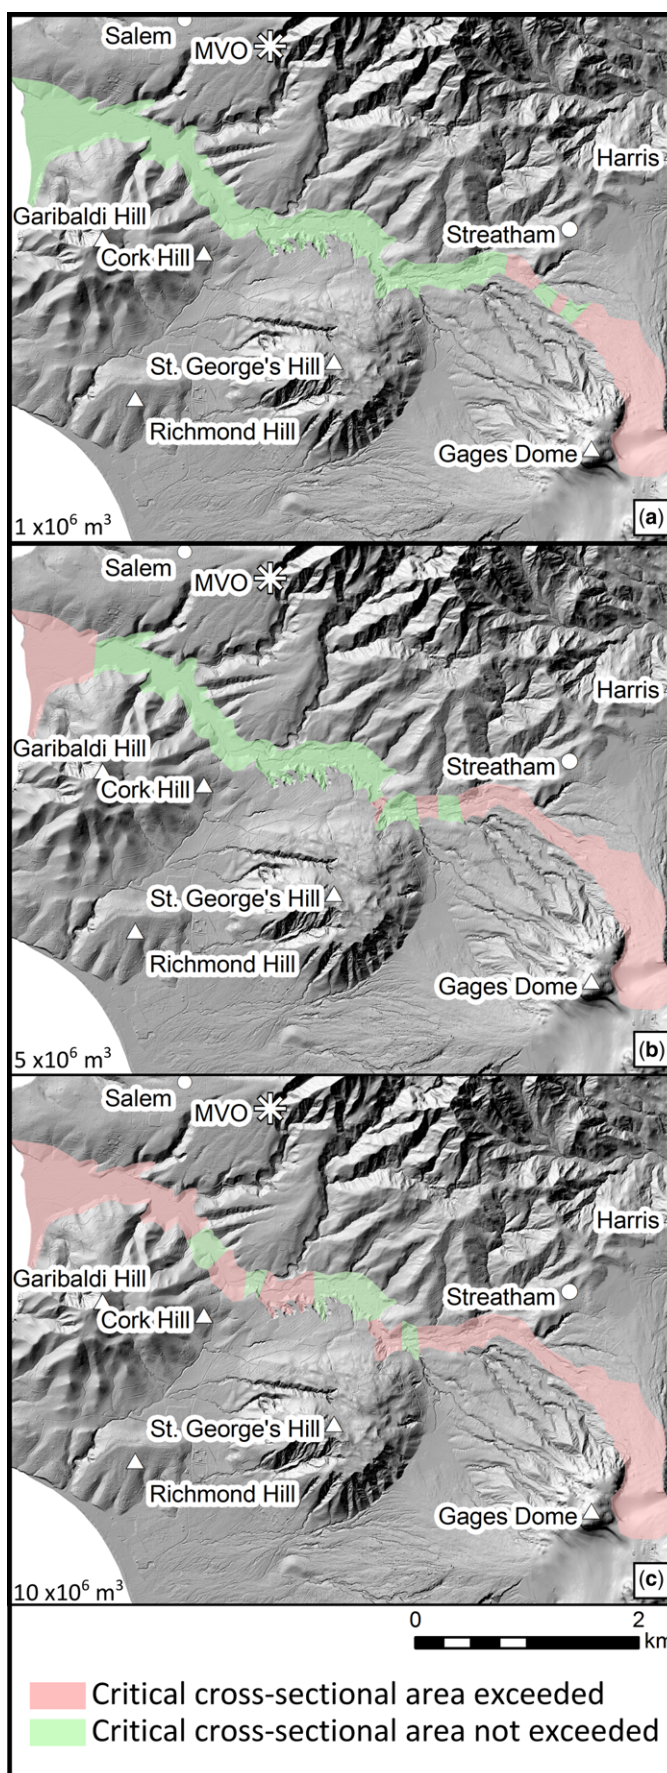 Salem
MVO
Harris
Garibaldi Hill
Cork Hill
Streatham
St. George's Hill
Richmond Hill
Gages Dome
1 x10⁶ m³
(a)
Salem
MVO
Harris
Garibaldi Hill
Cork Hill
Streatham
St. George's Hill
Richmond Hill
Gages Dome
5 x10⁶ m³
(b)
Salem
MVO
Harris
Garibaldi Hill
Cork Hill
Streatham
St. George's Hill
Richmond Hill
Gages Dome
10 x10⁶ m³
(c)
0 2
km
Critical cross-sectional area exceeded
Critical cross-sectional area not exceeded